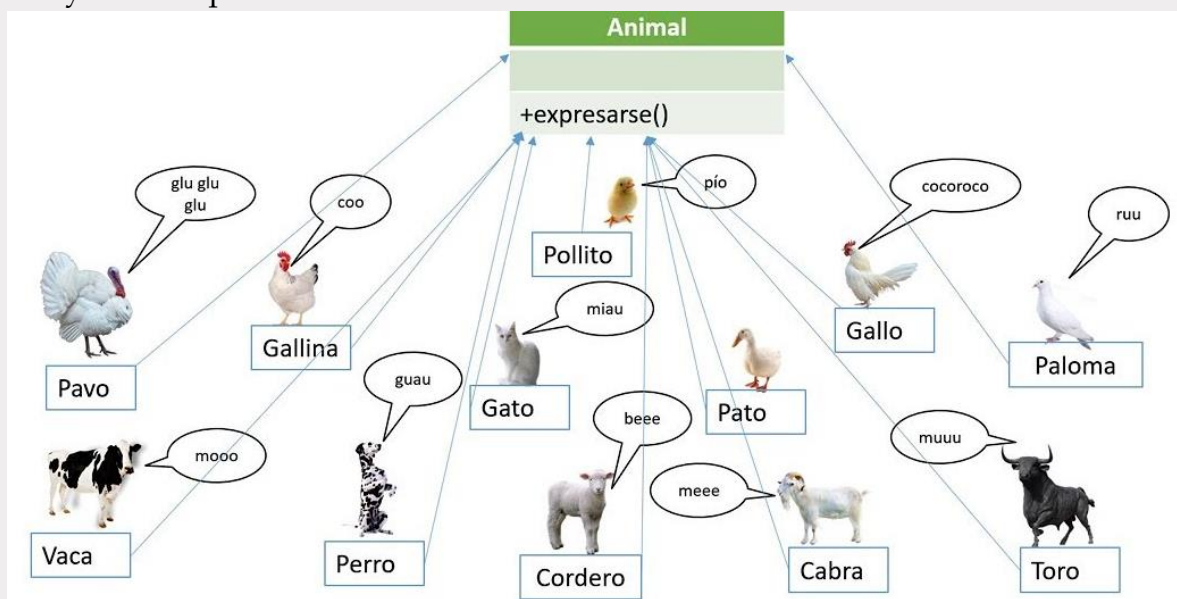 Animal
+expresarse()
glu glu
glu
coo
pío
cocoroco
ruu
Pollito
miau
Gallina
Gallo
Paloma
Pavo
guau
Gato
beee
Pato
mooo
muuu
meee
Vaca
Perro
Cordero
Cabra
Toro